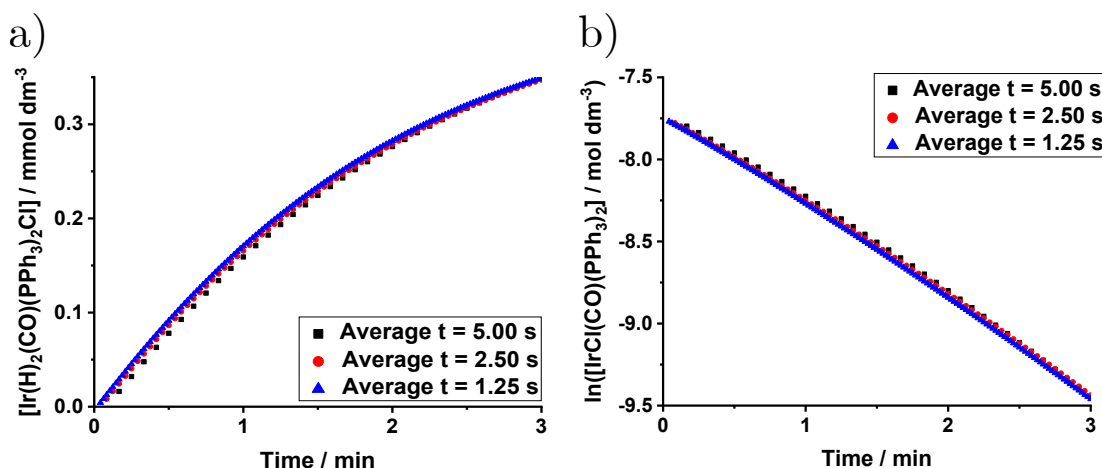 a)
[Ir(H)₂(CO)(PPh₃)₂Cl] / mmol dm⁻³
0.3
0.2
0.1
0.0
0 1 2 3
Time / min
Average t = 5.00 s
Average t = 2.50 s
Average t = 1.25 s
b)
ln([IrCl(CO)(PPh₃)₂] / mol dm⁻³)
-7.5
-8.0
-8.5
-9.0
-9.5
0 1 2 3
Time / min
Average t = 5.00 s
Average t = 2.50 s
Average t = 1.25 s